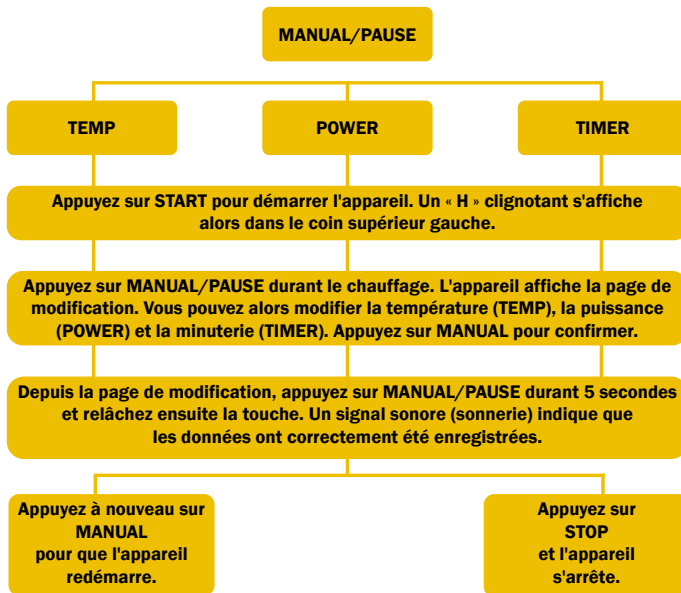 MANUAL/PAUSE
TEMP
POWER
TIMER
Appuyez sur START pour démarrer l'appareil. Un « H » clignotant s'affiche
alors dans le coin supérieur gauche.
Appuyez sur MANUAL/PAUSE durant le chauffage. L'appareil affiche la page de
modification. Vous pouvez alors modifier la température (TEMP), la puissance
(POWER) et la minuterie (TIMER). Appuyez sur MANUAL pour confirmer.
Depuis la page de modification, appuyez sur MANUAL/PAUSE durant 5 secondes
et relâchez ensuite la touche. Un signal sonore (sonnerie) indique que
les données ont correctement été enregistrées.
Appuyez à nouveau sur
MANUAL
pour que l'appareil
redémarre.
Appuyez sur
STOP
et l'appareil
s'arrête.